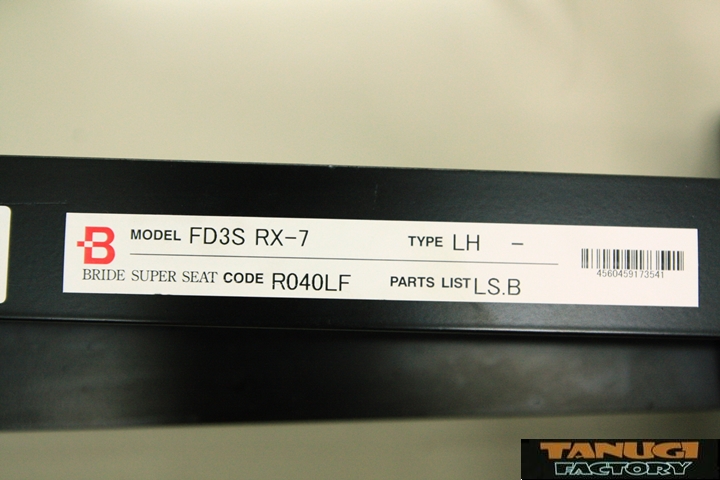 B MODEL FD3S RX-7 TYPE LH -
BRIDE SUPER SEAT CODE R040LF PARTS LIST LS.B
4560459173541
TANUGI
FACTORY